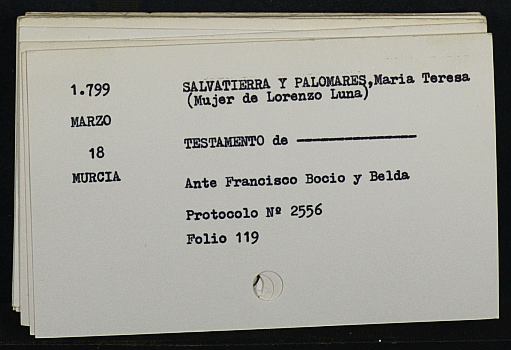 1.799
SALVATIERRA Y PALOMARES,Maria Teresa
(Mujer de Lorenzo Luna)
MARZO
18
TESTAMENTO de ————————
MURCIA
Ante Francisco Bocio y Belda
Protocolo Nº 2556
Folio 119